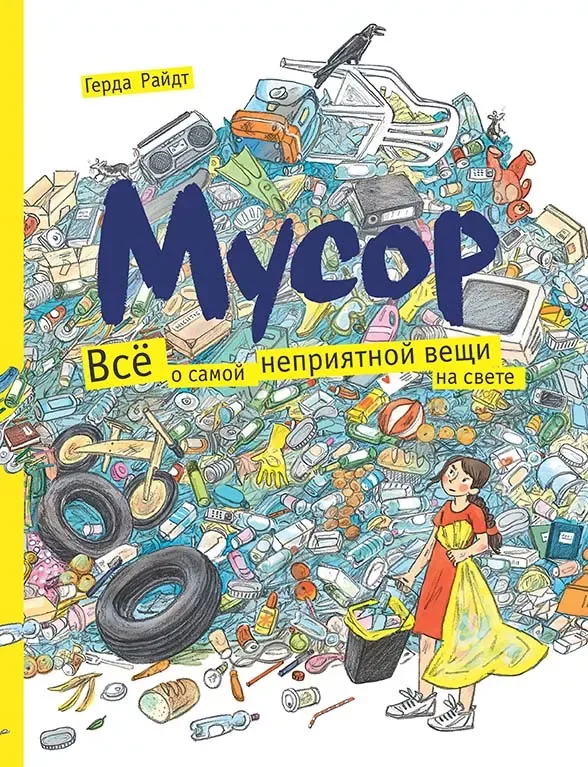 Герда Райдт
Мусор
Всё о самой неприятной вещи
на свете